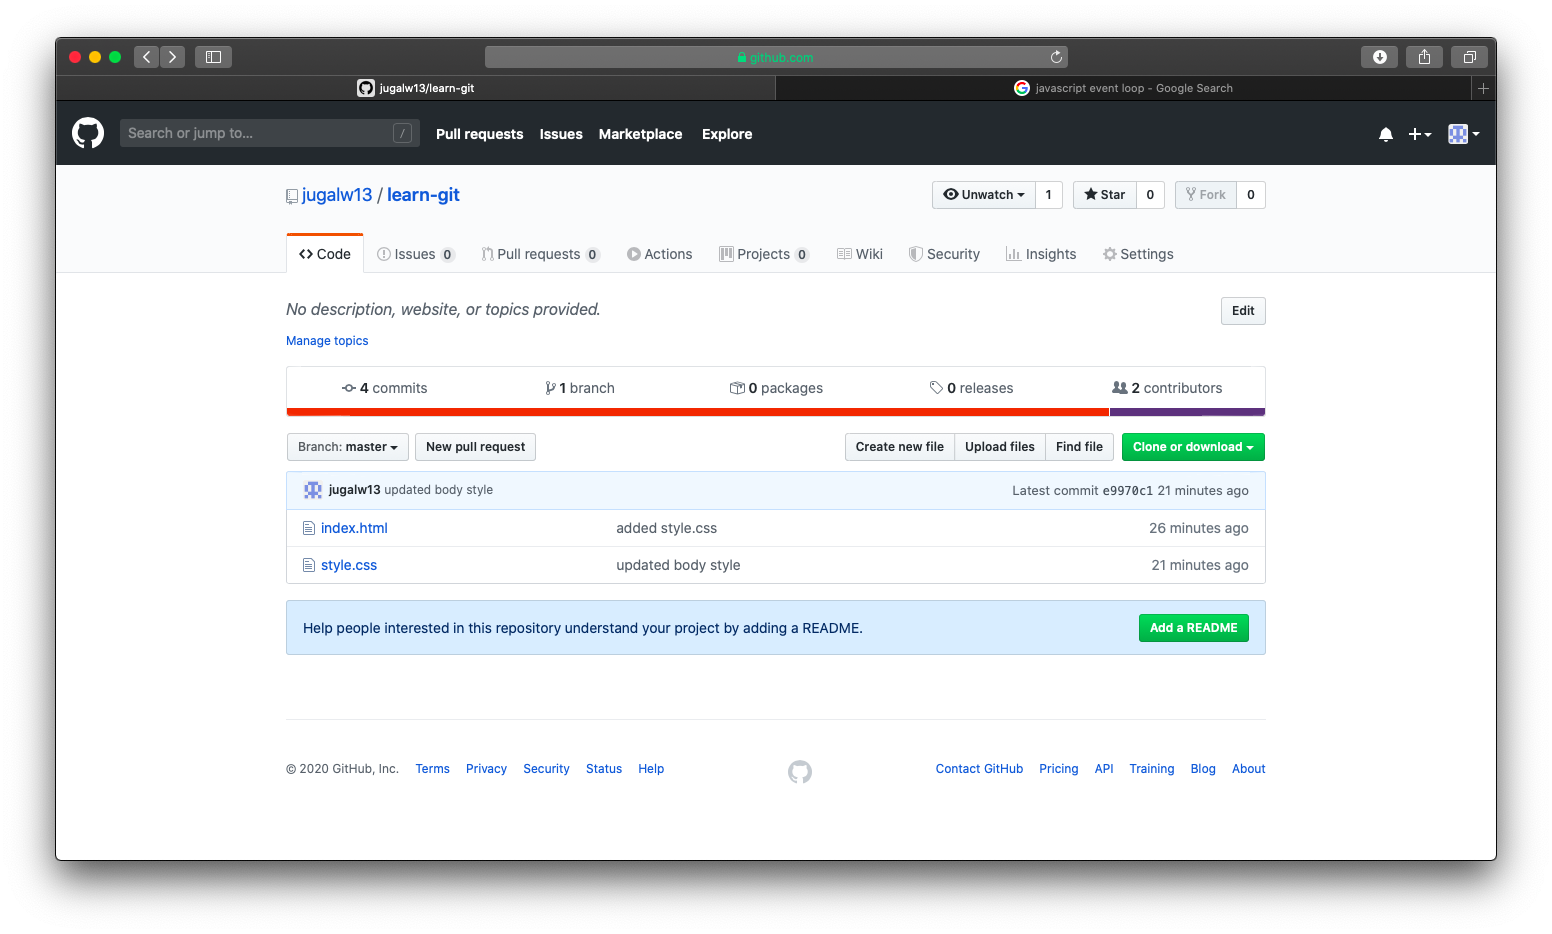 github.com
jugalw13/learn-git
javascript event loop - Google Search
Search or jump to...
/
Pull requests Issues Marketplace Explore
jugalw13 / learn-git
Unwatch 1 Star 0 Fork 0
Code Issues 0 Pull requests 0 Actions Projects 0 Wiki Security Insights Settings
No description, website, or topics provided.
Edit
Manage topics
4 commits 1 branch 0 packages 0 releases 2 contributors
Branch: master New pull request Create new file Upload files Find file Clone or download
jugalw13 updated body style Latest commit e9970c1 21 minutes ago
index.html added style.css 26 minutes ago
style.css updated body style 21 minutes ago
Help people interested in this repository understand your project by adding a README. Add a README
© 2020 GitHub, Inc. Terms Privacy Security Status Help Contact GitHub Pricing API Training Blog About